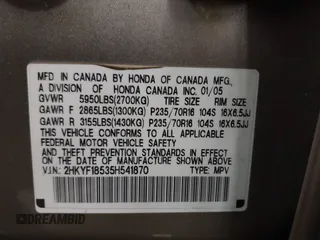 MFD. IN CANADA BY HONDA OF CANADA MFG.,
A DIVISION OF HONDA CANADA INC. 01/05
GVWR 5950LBS(2700KG) TIRE SIZE RIM SIZE
GAWR F 2865LBS(1300KG) P235/70R16 104S 16X6.5JJ
GAWR R 3155LBS(1430KG) P235/70R16 104S 16X6.5JJ
THIS VEHICLE CONFORMS TO ALL APPLICABLE
FEDERAL MOTOR VEHICLE SAFETY AND THEFT
PREVENTION STANDARDS IN EFFECT ON THE
DATE OF MANUFACTURE SHOWN ABOVE.
V.I.N: 2HKYF18535H541870 TYPE: MPV
DREAMBID